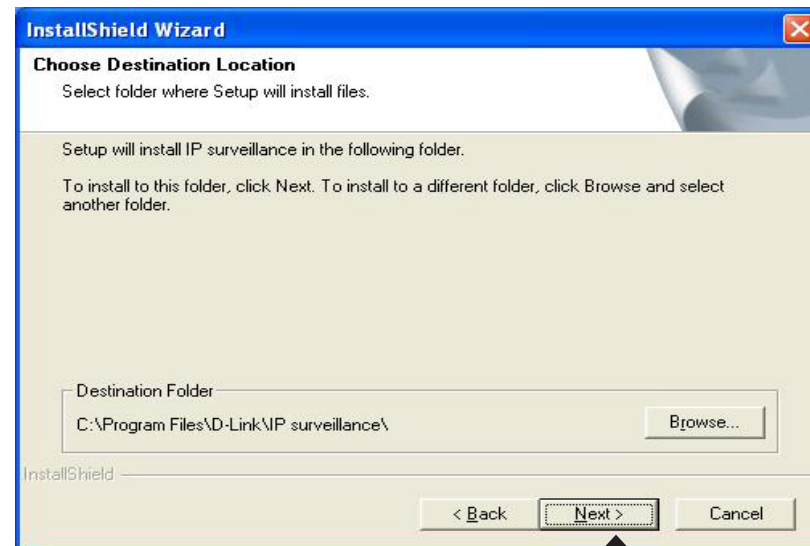 InstallShield Wizard
Choose Destination Location
Select folder where Setup will install files.
Setup will install IP surveillance in the following folder.
To install to this folder, click Next. To install to a different folder, click Browse and select
another folder.
Destination Folder
C:\Program Files\D-Link\IP surveillance\
Browse...
InstallShield
< Back
Next >
Cancel